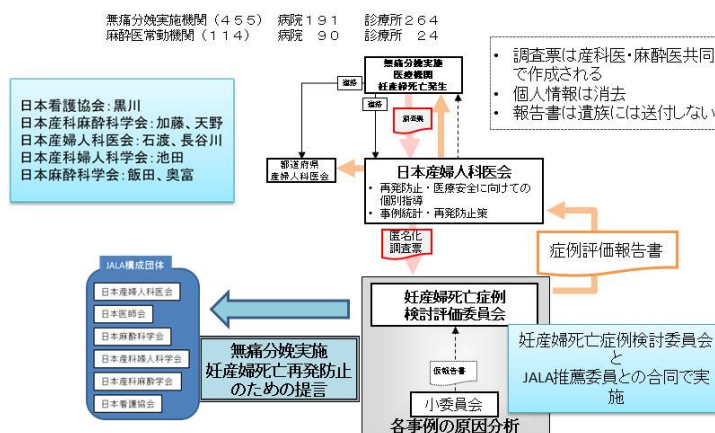 無痛分娩実施機関(455) 病院191 診療所264
麻酔医常勤機関(114) 病院 90 診療所 24
無痛分娩実施
医療機関
妊産婦死亡発生
・ 調査票は産科医・麻酔医共同
で作成される
・ 個人情報は消去
・ 報告書は遺族には送付しない
日本看護協会:黒川
日本産科麻酔科学会:加藤、天野
日本産婦人科医会:石渡、長谷川
日本産科婦人科学会:池田
日本麻酔科学会:飯田、奥富
連絡
連絡
調査票
都道府県
産婦人科医会
日本産婦人科医会
・ 再発防止・医療安全に向けての
個別指導
・ 事例統計・再発防止策
匿名化
調査票
症例評価報告書
JALA構成団体
日本産婦人科医会
日本医師会
日本麻酔科学会
日本産科婦人科学会
日本産科麻酔学会
日本看護協会
妊産婦死亡症例
検討評価委員会
無痛分娩実施
妊産婦死亡再発防止
のための提言
仮報告書
小委員会
各事例の原因分析
妊産婦死亡症例検討委員会
と
JALA推薦委員との合同で実
施